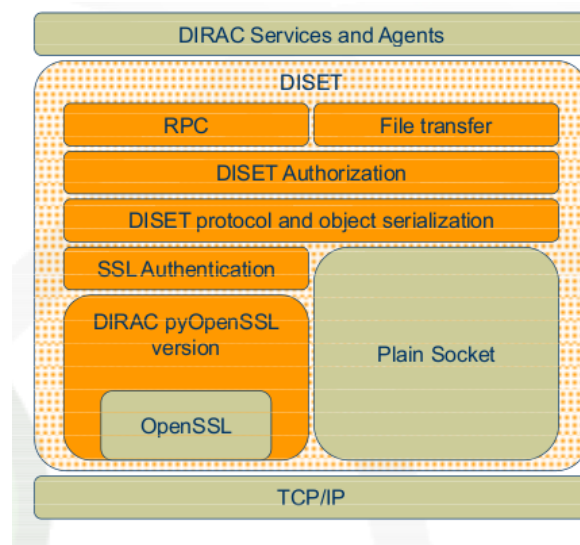 DIRAC Services and Agents
DISET
RPC
File transfer
DISET Authorization
DISET protocol and object serialization
SSL Authentication
DIRAC pyOpenSSL
version
Plain Socket
OpenSSL
TCP/IP